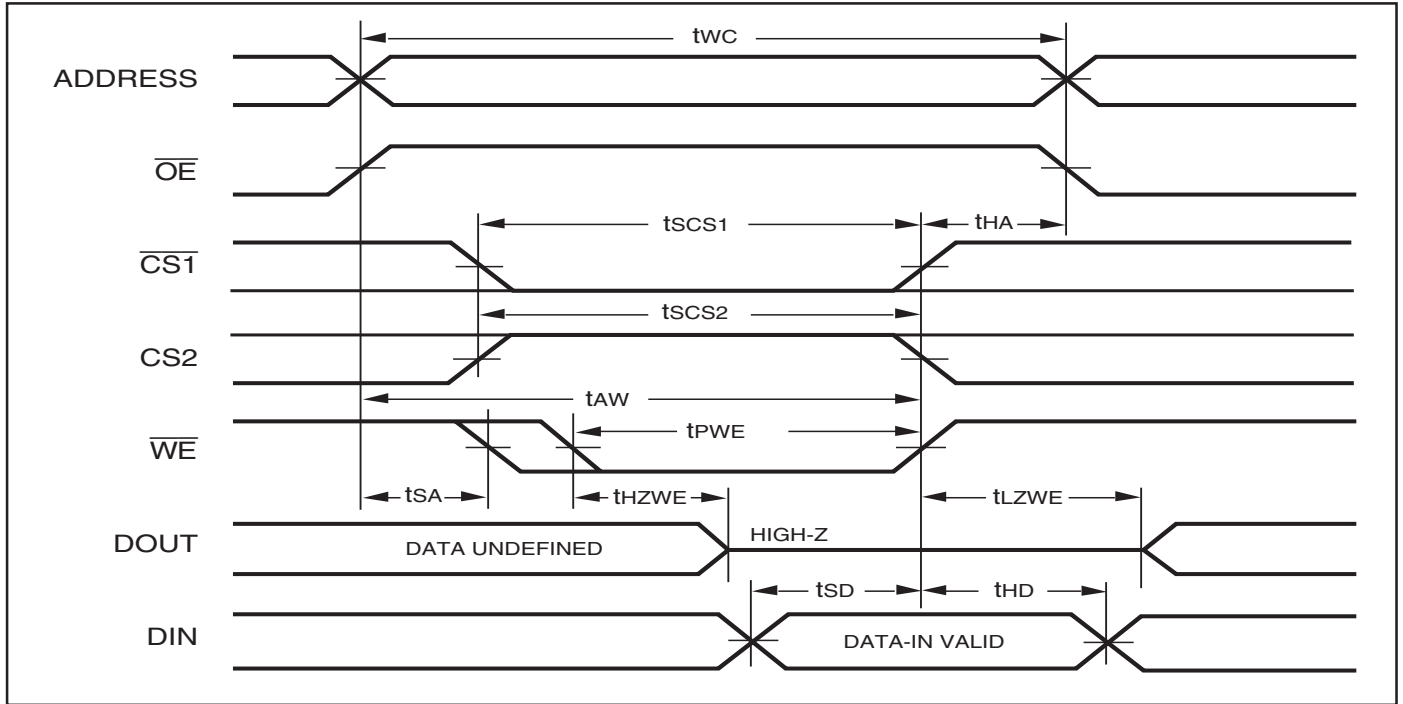 tWC
ADDRESS
OE
tSCS1
tHA
CS1
tSCS2
CS2
tAW
WE
tPWE
tSA
tHZWE
tLZWE
DOUT
DATA UNDEFINED
HIGH-Z
tSD
tHD
DIN
DATA-IN VALID